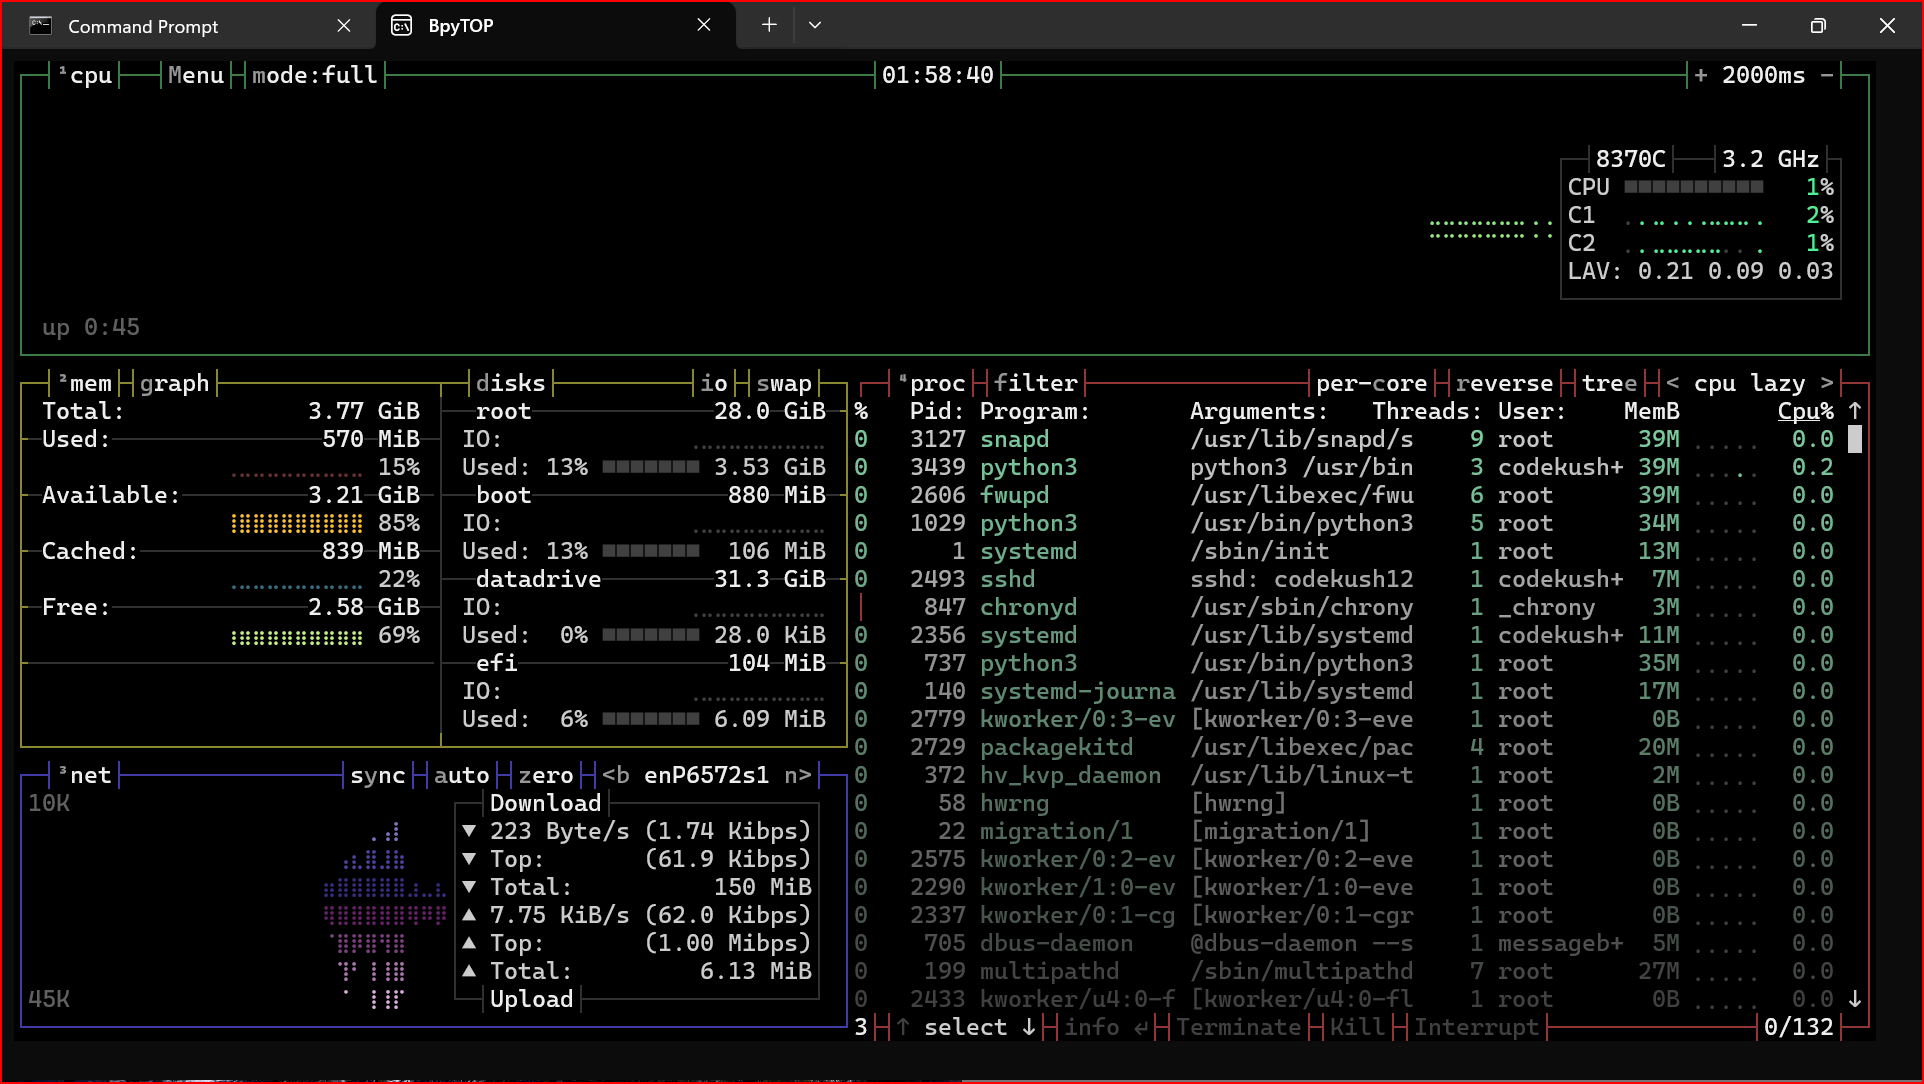 Command Prompt
BpyTOP
¹cpu Menu mode:full 01:58:40 + 2000ms −
8370C 3.2 GHz
CPU 1%
C1 2%
C2 1%
LAV: 0.21 0.09 0.03
up 0:45
²mem graph
Total: 3.77 GiB
Used: 570 MiB
15%
Available: 3.21 GiB
85%
Cached: 839 MiB
22%
Free: 2.58 GiB
69%
disks io swap
root 28.0 GiB
IO:
Used: 13% 3.53 GiB
boot 880 MiB
IO:
Used: 13% 106 MiB
datadrive 31.3 GiB
IO:
Used: 0% 28.0 KiB
efi 104 MiB
IO:
Used: 6% 6.09 MiB
³net sync auto zero <b enP6572s1 n>
10K
Download
▼ 223 Byte/s (1.74 Kibps)
▼ Top: (61.9 Kibps)
▼ Total: 150 MiB
▲ 7.75 KiB/s (62.0 Kibps)
▲ Top: (1.00 Mibps)
▲ Total: 6.13 MiB
Upload
45K
⁴proc filter per-core reverse tree < cpu lazy >
% Pid: Program: Arguments: Threads: User: MemB Cpu% ↑
0 3127 snapd /usr/lib/snapd/s 9 root 39M 0.0
0 3439 python3 python3 /usr/bin 3 codekush+ 39M 0.2
0 2606 fwupd /usr/libexec/fwu 6 root 39M 0.0
0 1029 python3 /usr/bin/python3 5 root 34M 0.0
0 1 systemd /sbin/init 1 root 13M 0.0
0 2493 sshd sshd: codekush12 1 codekush+ 7M 0.0
847 chronyd /usr/sbin/chrony 1 _chrony 3M 0.0
0 2356 systemd /usr/lib/systemd 1 codekush+ 11M 0.0
0 737 python3 /usr/bin/python3 1 root 35M 0.0
0 140 systemd-journa /usr/lib/systemd 1 root 17M 0.0
0 2779 kworker/0:3-ev [kworker/0:3-eve 1 root 0B 0.0
0 2729 packagekitd /usr/libexec/pac 4 root 20M 0.0
0 372 hv_kvp_daemon /usr/lib/linux-t 1 root 2M 0.0
0 58 hwrng [hwrng] 1 root 0B 0.0
0 22 migration/1 [migration/1] 1 root 0B 0.0
0 2575 kworker/0:2-ev [kworker/0:2-eve 1 root 0B 0.0
0 2290 kworker/1:0-ev [kworker/1:0-eve 1 root 0B 0.0
0 2337 kworker/0:1-cg [kworker/0:1-cgr 1 root 0B 0.0
0 705 dbus-daemon @dbus-daemon --s 1 messageb+ 5M 0.0
0 199 multipathd /sbin/multipathd 7 root 27M 0.0
0 2433 kworker/u4:0-f [kworker/u4:0-fl 1 root 0B 0.0 ↓
3 ↑ select ↓ info ↵ Terminate Kill Interrupt 0/132